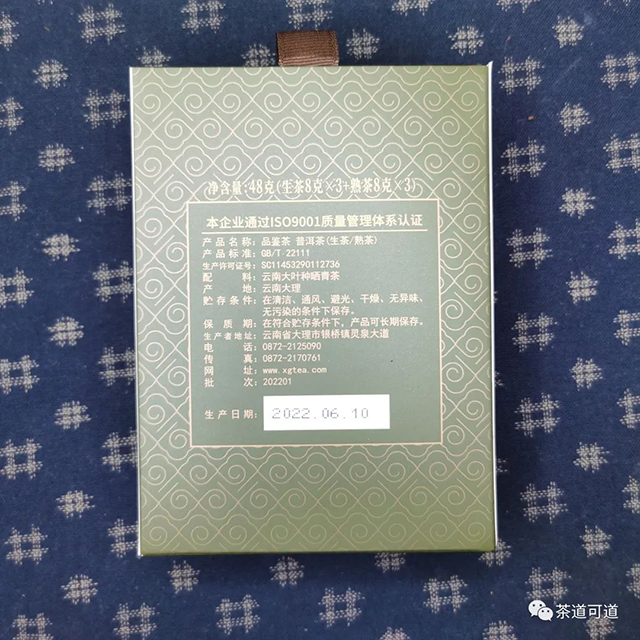 净含量:48克(生茶8克×3+熟茶8克×3)
本企业通过ISO9001质量管理体系认证
产品名称: 品鉴茶 普洱茶(生茶/熟茶)
产品标准: GB/T 22111
生产许可证号: SC11453290112736
配料: 云南大叶种晒青茶
产地: 云南大理
贮存条件: 在清洁、通风、避光、干燥、无异味、
无污染的条件下保存。
保质期: 在符合贮存条件下，产品可长期保存。
生产者地址: 云南省大理市银桥镇灵泉大道
电话: 0872-2125090
传真: 0872-2170761
网址: www.xgtea.com
批次: 202201
生产日期: 2022.06.10
茶道可道